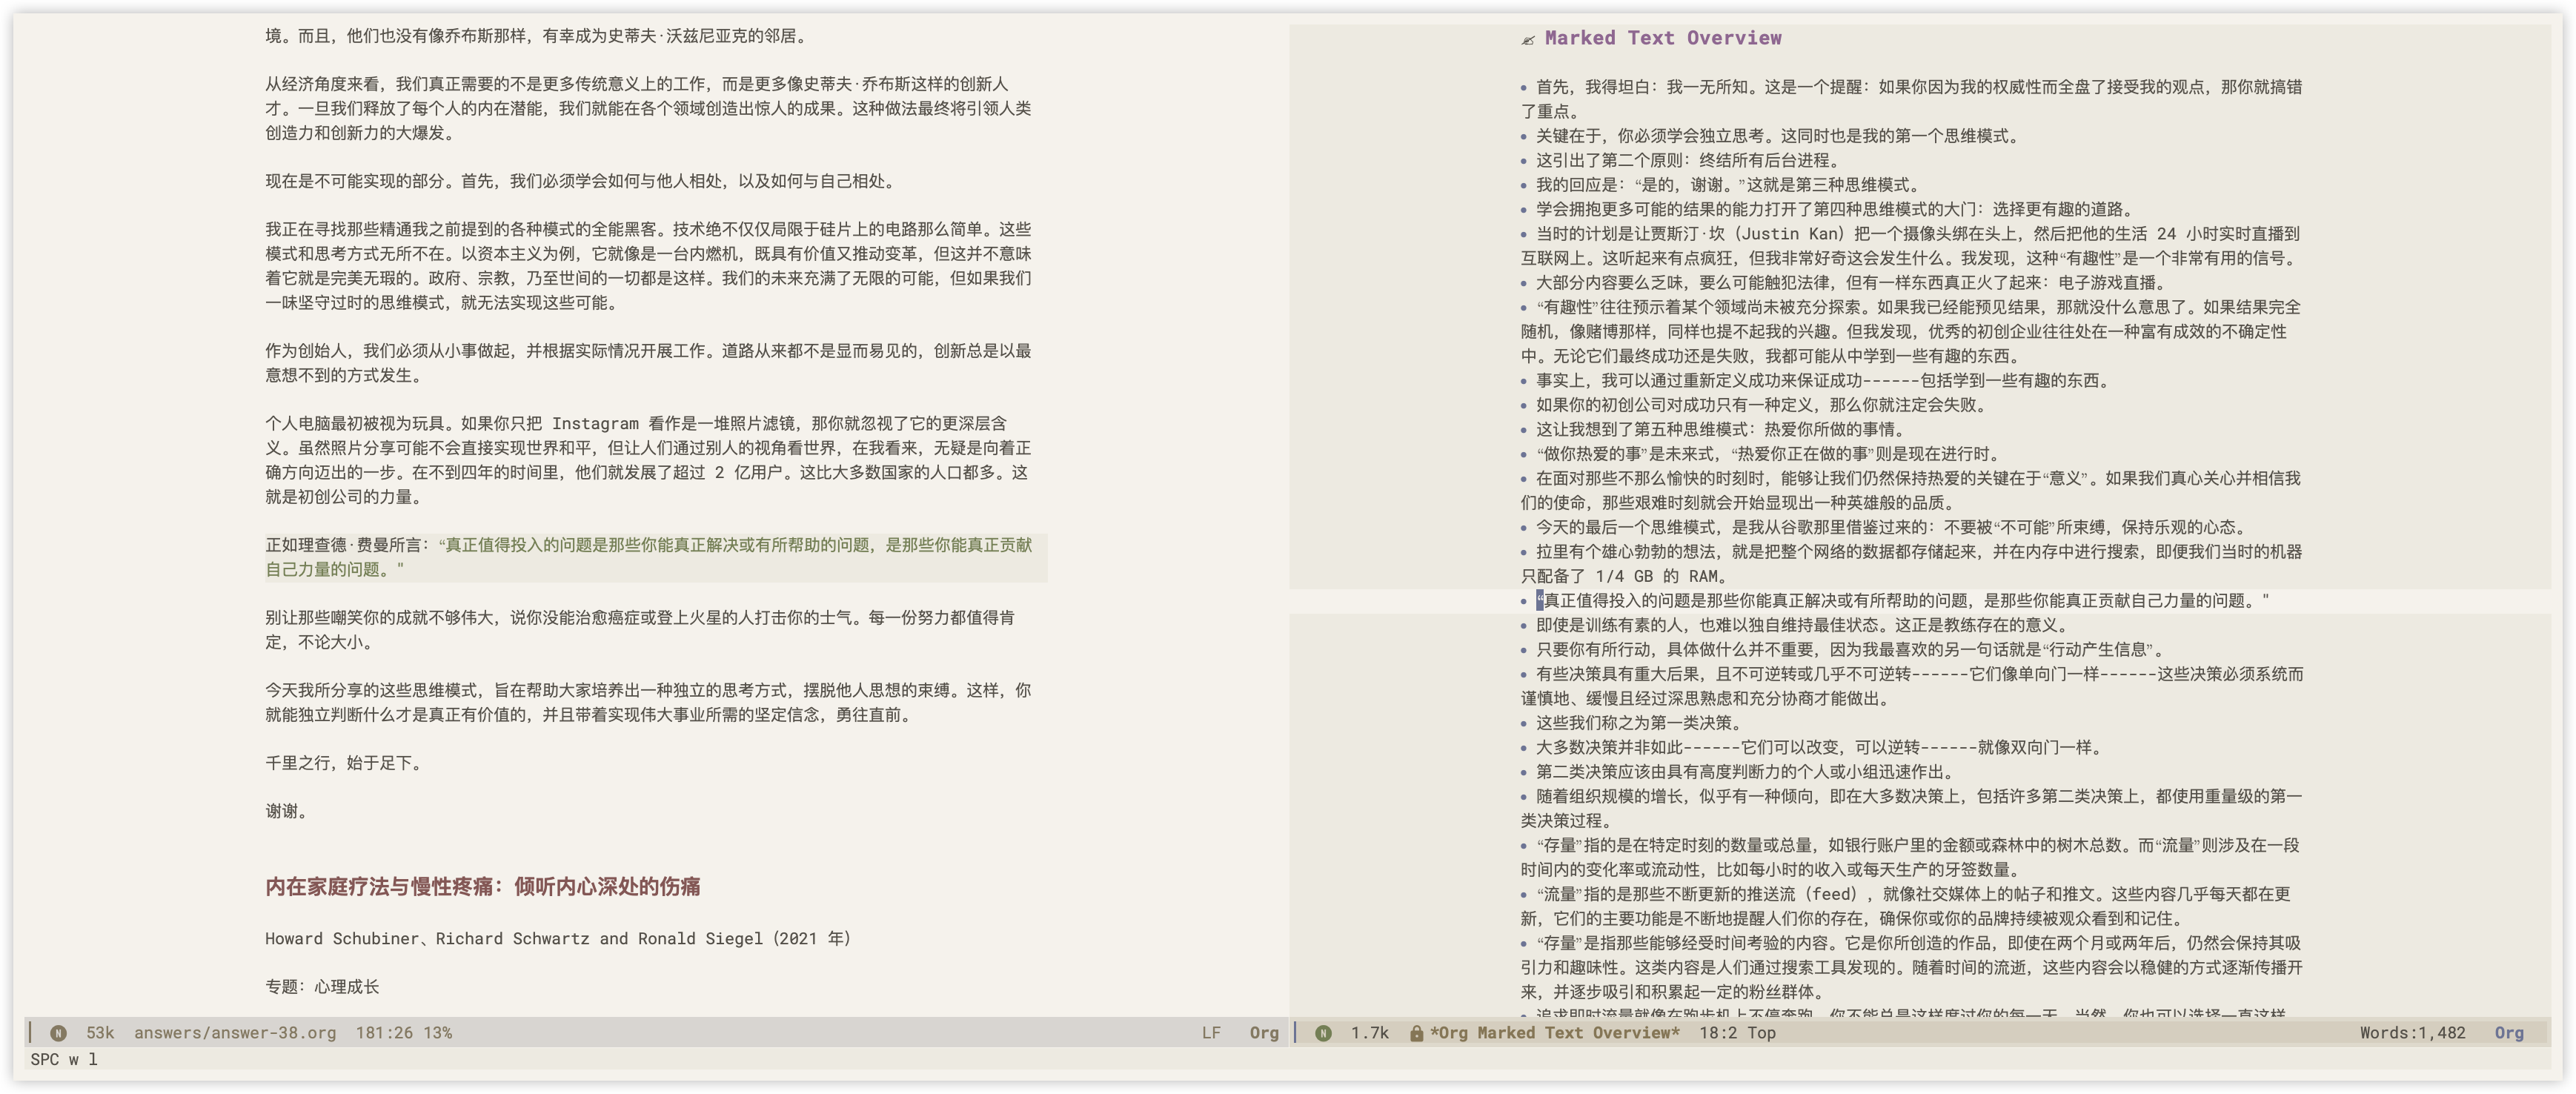 境。而且，他们也没有像乔布斯那样，有幸成为史蒂夫·沃兹尼亚克的邻居。
从经济角度来看，我们真正需要的不是更多传统意义上的工作，而是更多像史蒂夫·乔布斯这样的创新人
才。一旦我们释放了每个人的内在潜能，我们就能在各个领域创造出惊人的成果。这种做法最终将引领人类
创造力和创新力的大爆发。
现在是不可能实现的部分。首先，我们必须学会如何与他人相处，以及如何与自己相处。
我正在寻找那些精通我之前提到的各种模式的全能黑客。技术绝不仅仅局限于硅片上的电路那么简单。这些
模式和思考方式无所不在。以资本主义为例，它就像是一台内燃机，既具有价值又推动变革，但这并不意味
着它就是完美无瑕的。政府、宗教，乃至世间的一切都是这样。我们的未来充满了无限的可能，但如果我们
一味坚守过时的思维模式，就无法实现这些可能。
作为创始人，我们必须从小事做起，并根据实际情况开展工作。道路从来都不是显而易见的，创新总是以最
意想不到的方式发生。
个人电脑最初被视为玩具。如果你只把 Instagram 看作是一堆照片滤镜，那你就忽视了它的更深层含
义。虽然照片分享可能不会直接实现世界和平，但让人们通过别人的视角看世界，在我看来，无疑是向着正
确方向迈出的一步。在不到四年的时间里，他们就发展了超过 2 亿用户。这比大多数国家的人口都多。这
就是初创公司的力量。
正如理查德·费曼所言：“真正值得投入的问题是那些你能真正解决或有所帮助的问题，是那些你能真正贡献
自己力量的问题。"
别让那些嘲笑你的成就不够伟大，说你没能治愈癌症或登上火星的人打击你的士气。每一份努力都值得肯
定，不论大小。
今天我所分享的这些思维模式，旨在帮助大家培养出一种独立的思考方式，摆脱他人思想的束缚。这样，你
就能独立判断什么才是真正有价值的，并且带着实现伟大事业所需的坚定信念，勇往直前。
千里之行，始于足下。
谢谢。
内在家庭疗法与慢性疼痛：倾听内心深处的伤痛
Howard Schubiner、Richard Schwartz and Ronald Siegel（2021 年）
专题：心理成长
N 53k answers/answer-38.org 181:26 13% LF Org
SPC w l
Marked Text Overview
• 首先，我得坦白：我一无所知。这是一个提醒：如果你因为我的权威性而全盘了接受我的观点，那你就搞错
了重点。
• 关键在于，你必须学会独立思考。这同时也是我的第一个思维模式。
• 这引出了第二个原则：终结所有后台进程。
• 我的回应是：“是的，谢谢。”这就是第三种思维模式。
• 学会拥抱更多可能的结果的能力打开了第四种思维模式的大门：选择更有趣的道路。
• 当时的计划是让贾斯汀·坎（Justin Kan）把一个摄像头绑在头上，然后把他的生活 24 小时实时直播到
互联网上。这听起来有点疯狂，但我非常好奇这会发生什么。我发现，这种“有趣性”是一个非常有用的信号。
• 大部分内容要么乏味，要么可能触犯法律，但有一样东西真正火了起来：电子游戏直播。
• “有趣性”往往预示着某个领域尚未被充分探索。如果我已经能预见结果，那就没什么意思了。如果结果完全
随机，像赌博那样，同样也提不起我的兴趣。但我发现，优秀的初创企业往往处在一种富有成效的不确定性
中。无论它们最终成功还是失败，我都可能从中学到一些有趣的东西。
• 事实上，我可以通过重新定义成功来保证成功------包括学到一些有趣的东西。
• 如果你的初创公司对成功只有一种定义，那么你就注定会失败。
• 这让我想到了第五种思维模式：热爱你所做的事情。
• “做你热爱的事”是未来式，“热爱你正在做的事”则是现在进行时。
• 在面对那些不那么愉快的时刻时，能够让我们仍然保持热爱的关键在于“意义”。如果我们真心关心并相信我
们的使命，那些艰难时刻就会开始显现出一种英雄般的品质。
• 今天的最后一个思维模式，是我从谷歌那里借鉴过来的：不要被“不可能”所束缚，保持乐观的心态。
• 拉里有个雄心勃勃的想法，就是把整个网络的数据都存储起来，并在内存中进行搜索，即便我们当时的机器
只配备了 1/4 GB 的 RAM。
• “真正值得投入的问题是那些你能真正解决或有所帮助的问题，是那些你能真正贡献自己力量的问题。"
• 即使是训练有素的人，也难以独自维持最佳状态。这正是教练存在的意义。
• 只要你有所行动，具体做什么并不重要，因为我最喜欢的另一句话就是“行动产生信息”。
• 有些决策具有重大后果，且不可逆转或几乎不可逆转------它们像单向门一样------这些决策必须系统而
谨慎地、缓慢且经过深思熟虑和充分协商才能做出。
• 这些我们称之为第一类决策。
• 大多数决策并非如此------它们可以改变，可以逆转------就像双向门一样。
• 第二类决策应该由具有高度判断力的个人或小组迅速作出。
• 随着组织规模的增长，似乎有一种倾向，即在大多数决策上，包括许多第二类决策上，都使用重量级的第一
类决策过程。
• “存量”指的是在特定时刻的数量或总量，如银行账户里的金额或森林中的树木总数。而“流量”则涉及在一段
时间内的变化率或流动性，比如每小时的收入或每天生产的牙签数量。
• “流量”指的是那些不断更新的推送流（feed），就像社交媒体上的帖子和推文。这些内容几乎每天都在更
新，它们的主要功能是不断地提醒人们你的存在，确保你或你的品牌持续被观众看到和记住。
• “存量”是指那些能够经受时间考验的内容。它是你所创造的作品，即使在两个月或两年后，仍然会保持其吸
引力和趣味性。这类内容是人们通过搜索工具发现的。随着时间的流逝，这些内容会以稳健的方式逐渐传播开
来，并逐步吸引和积累起一定的粉丝群体。
• 追求即时流量就像在跑步机上不停奔跑，你不能总是这样度过你的每一天。当然，你也可以选择一直这样
N 1.7k *Org Marked Text Overview* 18:2 Top Words:1,482 Org